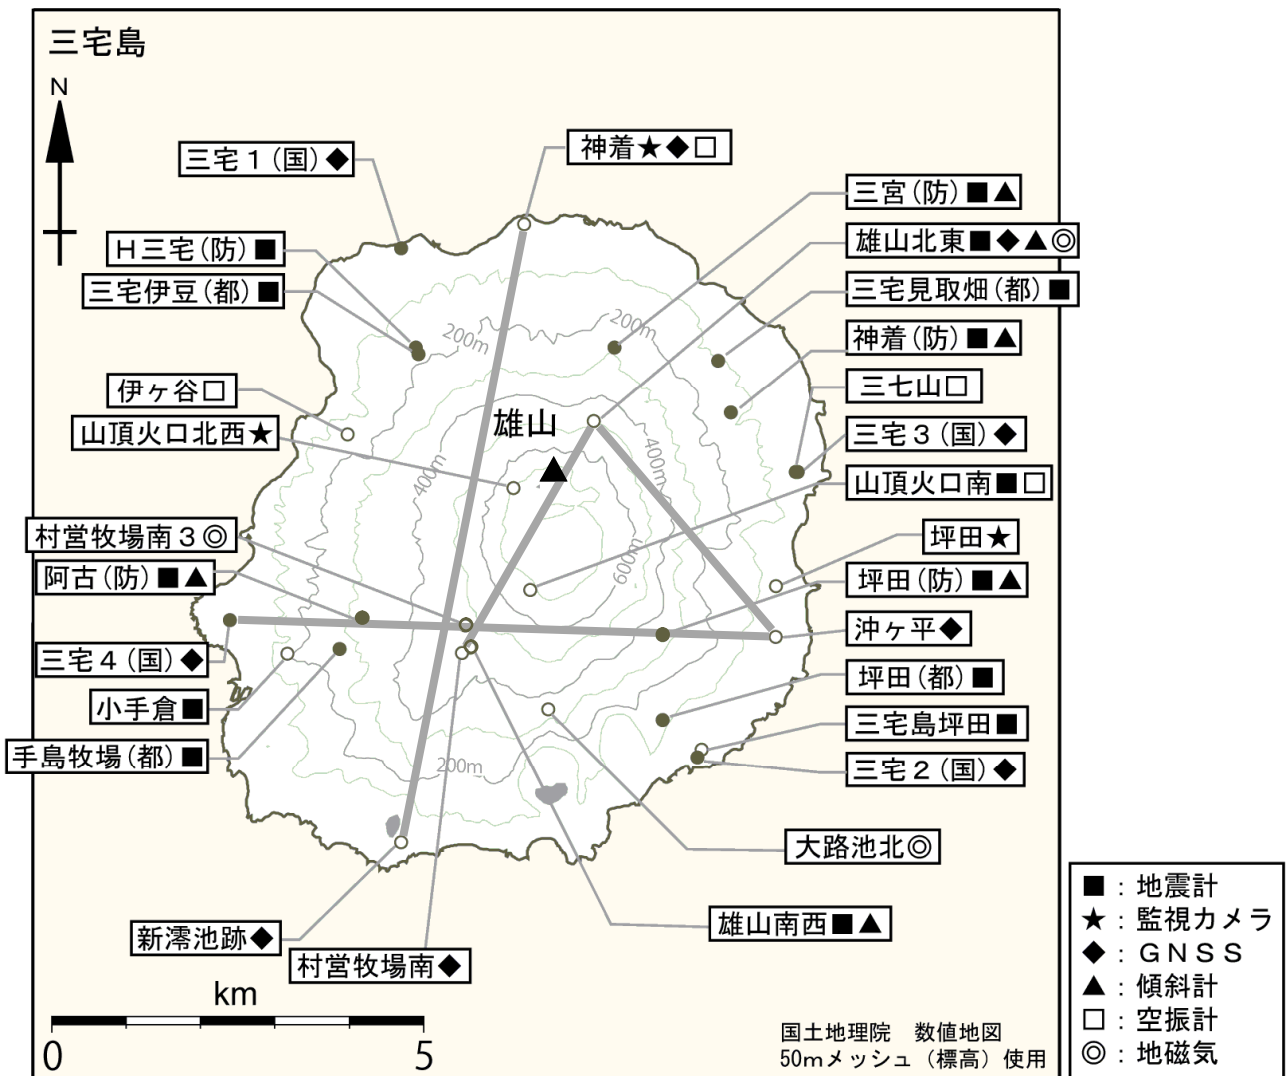 三宅島
N
三宅1(国)◆
神着★◆□
三宮(防)■▲
H三宅(防)■
雄山北東■◆▲◎
三宅伊豆(都)■
三宅見取畑(都)■
200m
200m
神着(防)■▲
伊ヶ谷□
三七山□
山頂火口北西★
雄山
三宅3(国)◆
400m
400m
山頂火口南■□
村営牧場南3◎
坪田★
600m
阿古(防)■▲
坪田(防)■▲
沖ヶ平◆
三宅4(国)◆
坪田(都)■
小手倉■
三宅島坪田■
手島牧場(都)■
200m
三宅2(国)◆
大路池北◎
雄山南西■▲
新澪池跡◆
村営牧場南◆
km
0
5
国土地理院 数値地図
50mメッシュ(標高)使用
■:地震計
★:監視カメラ
◆:GNSS
▲:傾斜計
□:空振計
◎:地磁気